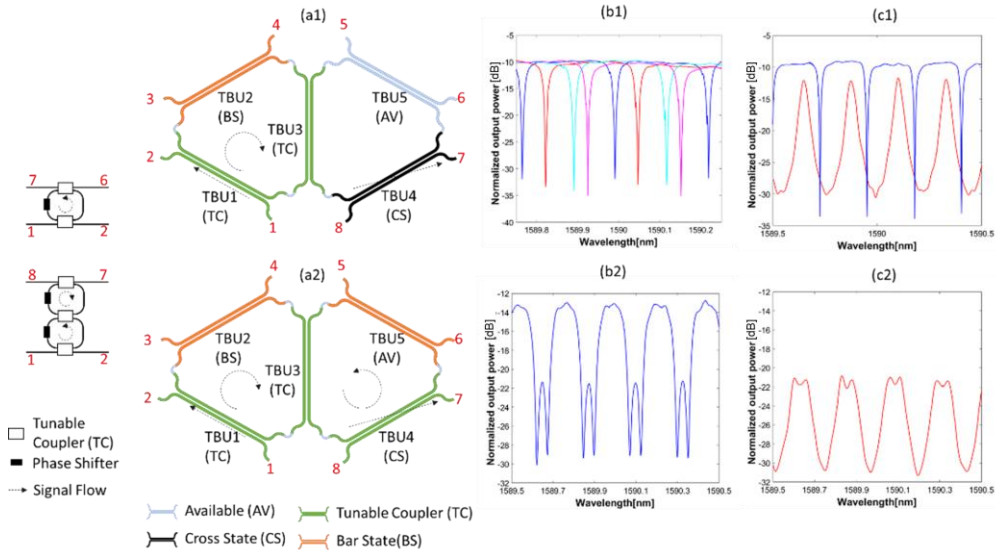 (a1)
4
5
3
TBU2
(BS)
TBU5
(AV)
6
TBU3
(TC)
2
7
TBU1
(TC)
TBU4
(CS)
1
8
7
6
1
2
8
7
1
2
Tunable
Coupler (TC)
Phase Shifter
Signal Flow
(a2)
4
5
3
TBU2
(BS)
TBU5
(AV)
6
TBU3
(TC)
2
7
TBU1
(TC)
TBU4
(CS)
1
8
Available (AV)
Tunable Coupler (TC)
Cross State (CS)
Bar State(BS)
(b1)
Normalized output power [dB]
-5
-10
-15
-20
-25
-30
-35
-40
1589.8
1589.9
1590
1590.1
1590.2
Wavelength[nm]
(c1)
Normalized output power [dB]
-5
-10
-15
-20
-25
-30
-35
1589.5
1590
1590.5
Wavelength[nm]
(b2)
Normalized output power [dB]
-12
-14
-16
-18
-20
-22
-24
-26
-28
-30
-32
1589.5
1589.7
1589.9
1590.1
1590.3
1590.5
Wavelength[nm]
(c2)
Normalized output power [dB]
-12
-14
-16
-18
-20
-22
-24
-26
-28
-30
-32
1589.5
1589.7
1589.9
1590.1
1590.3
1590.5
Wavelength[nm]